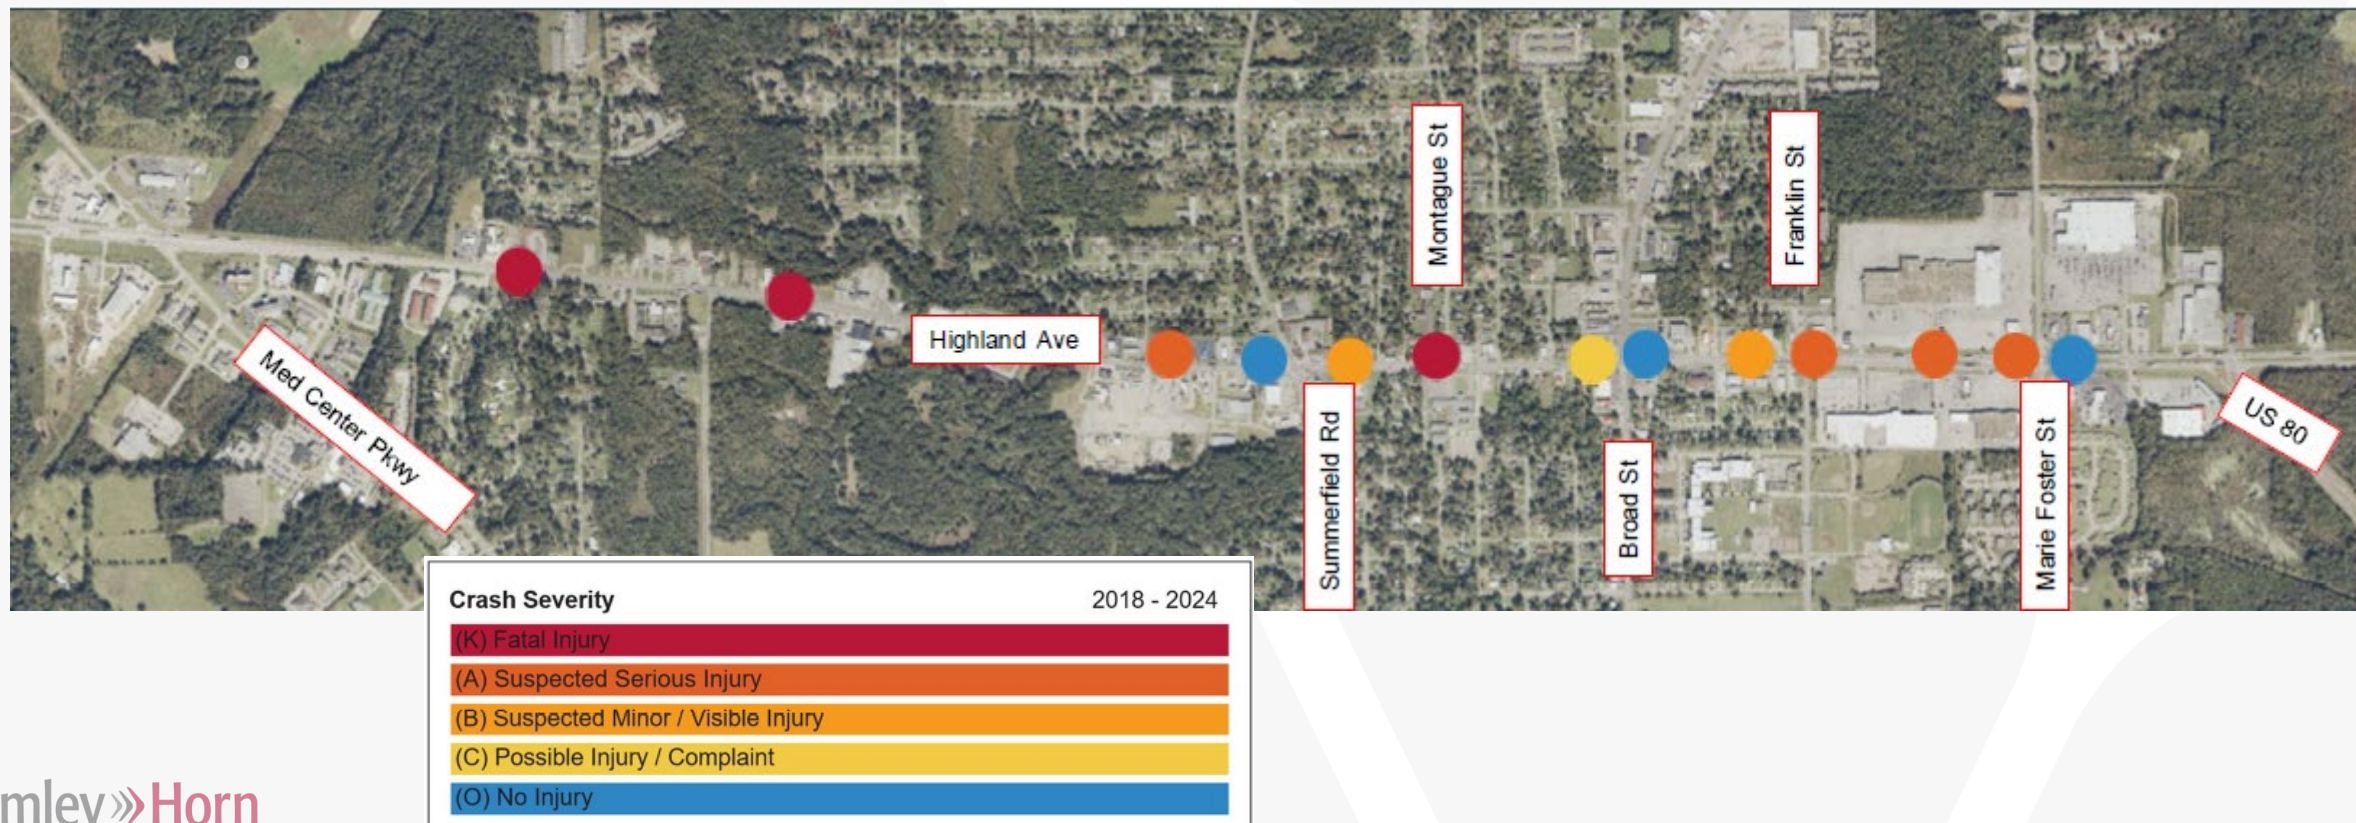 Montague St
Franklin St
Highland Ave
Med Center Pkwy
Summerfield Rd
Broad St
Marie Foster St
US 80
Crash Severity 2018 - 2024
(K) Fatal Injury
(A) Suspected Serious Injury
(B) Suspected Minor / Visible Injury
(C) Possible Injury / Complaint
(O) No Injury
mley»Horn